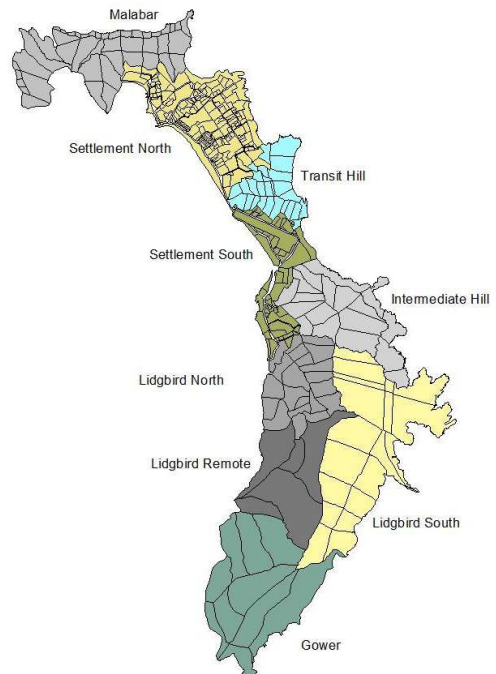 Malabar
Settlement North
Transit Hill
Settlement South
Intermediate Hill
Lidgbird North
Lidgbird Remote
Lidgbird South
Gower